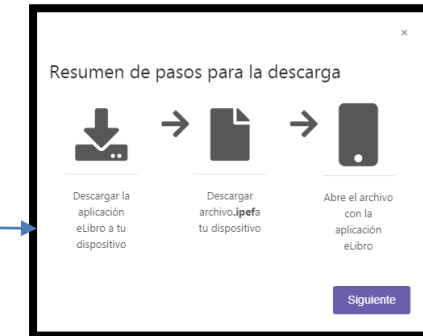 ×
Resumen de pasos para la descarga
Descargar la
aplicación
eLibro a tu
dispositivo
Descargar
archivo.ipefa
tu dispositivo
Abre el archivo
con la
aplicación
eLibro
Siguiente